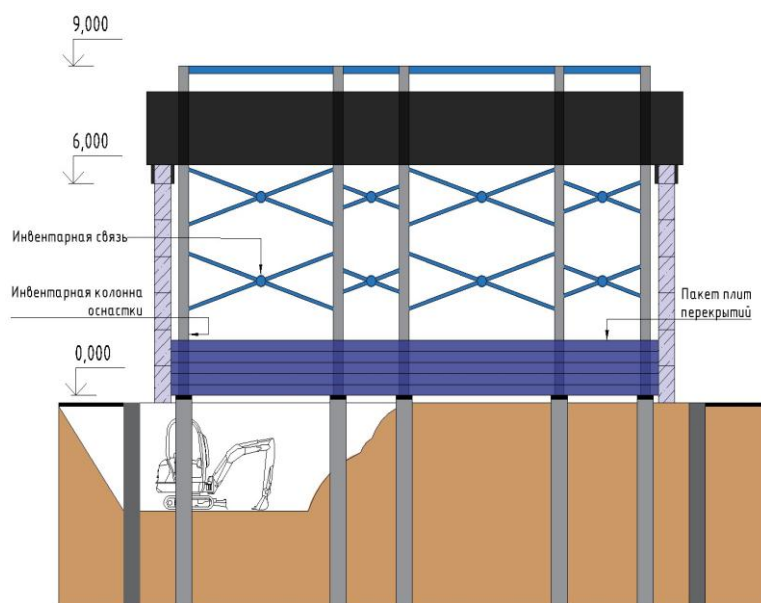 9,000
6,000
Инвентарная связь
Инвентарная колонна
оснастки
Пакет плит
перекрытий
0,000